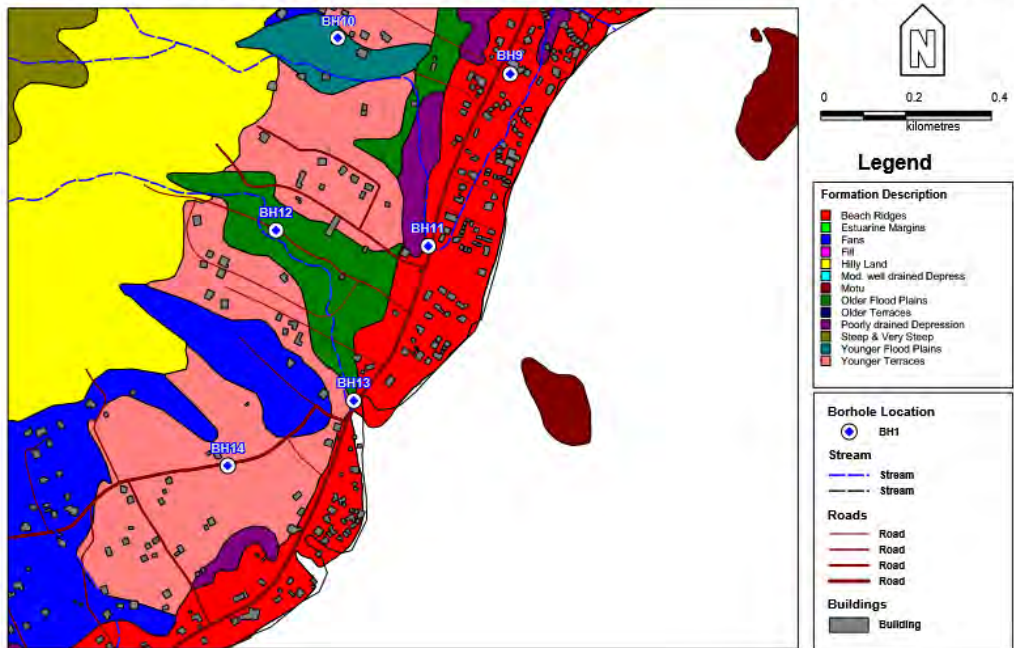 BH10
BH9
BH12
BH11
BH13
BH14
N
0 0.2 0.4
kilometres
Legend
Formation Description
Beach Ridges
Estuarine Margins
Fans
Fill
Hilly Land
Mod. well drained Depress
Motu
Older Flood Plains
Older Terraces
Poorly drained Depression
Steep & Very Steep
Younger Flood Plains
Younger Terraces
Borehole Location
BH1
Stream
Stream
Stream
Roads
Road
Road
Road
Road
Buildings
Building